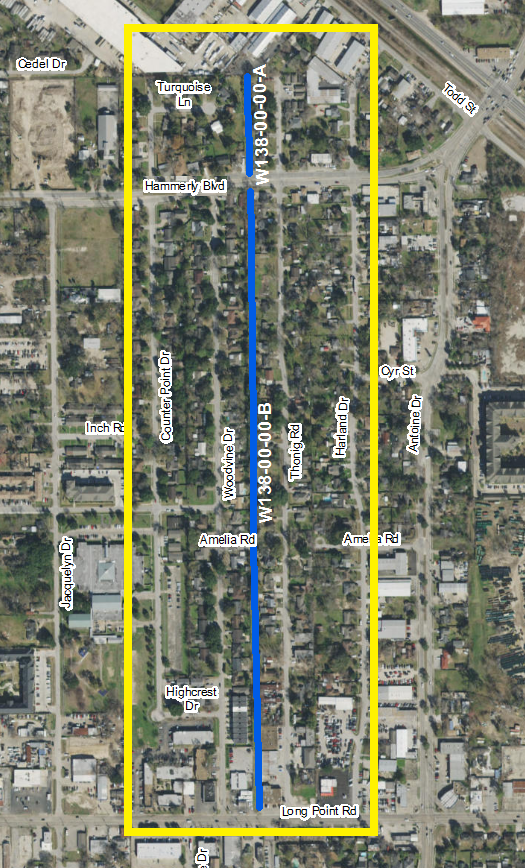 Cedel Dr
Turquoise
Ln
Todd St
W138-00-00-A
Hammerly Blvd
Counter Point Dr
Cyr St
Inch Rd
Woodvine Dr
W138-00-00-B
Thonig Rd
Harland Dr
Antoine Dr
Jacquelyn Dr
Amelia Rd
Rd
Highcrest
Dr
Long Point Rd
Dr